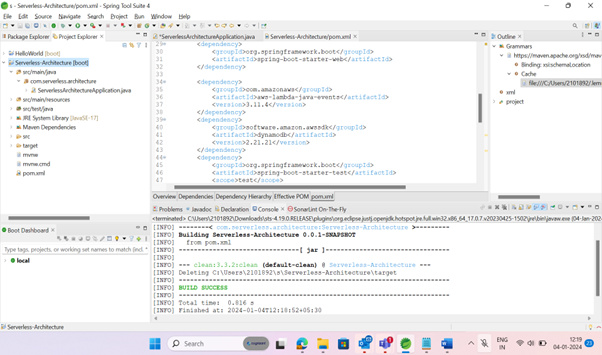 s - Serverless-Architecture/pom.xml - Spring Tool Suite 4
File Edit Source Navigate Search Project Run Window Help
Package Explorer Project Explorer
HelloWorld [boot]
Serverless-Architecture [boot]
src/main/java
com.serverless.architecture
ServerlessArchitectureApplication.java
src/main/resources
src/test/java
JRE System Library [JavaSE-17]
Maven Dependencies
src
target
mvnw
mvnw.cmd
pom.xml
*ServerlessArchitectureApplication.java *Serverless-Architecture/pom.xml
29 <dependency>
30 <groupId>org.springframework.boot</groupId>
31 <artifactId>spring-boot-starter-web</artifactId>
32 </dependency>
33
34 <dependency>
35 <groupId>com.amazonaws</groupId>
36 <artifactId>aws-lambda-java-events</artifactId>
37 <version>3.11.4</version>
38 </dependency>
39 <dependency>
40 <groupId>software.amazon.awssdk</groupId>
41 <artifactId>dynamodb</artifactId>
42 <version>2.21.21</version>
43 </dependency>
44 <dependency>
45 <groupId>org.springframework.boot</groupId>
46 <artifactId>spring-boot-starter-test</artifactId>
47 <scope>test</scope>
Overview Dependencies Dependency Hierarchy Effective POM pom.xml
Outline
Grammars
https://maven.apache.org/xsd/mav
Binding: xsi:schemaLocation
Cache
file:///C:/Users/2101892/.lem
xml
project
Boot Dashboard
Type tags, projects, or working set names to match (incl. *
local
Problems Javadoc Declaration Console SonarLint On-The-Fly
<terminated> C:\Users\2101892\Downloads\sts-4.19.0.RELEASE\plugins\org.eclipse.justj.openjdk.hotspot.jre.full.win32.x86_64_17.0.7.v20230425-1502\jre\bin\javaw.exe (04-Jan-202
[INFO] --------< com.serverless.architecture:Serverless-Architecture >---------
[INFO] Building Serverless-Architecture 0.0.1-SNAPSHOT
[INFO]   from pom.xml
[INFO] --------------------------------[ jar ]---------------------------------
[INFO]
[INFO] --- clean:3.3.2:clean (default-clean) @ Serverless-Architecture ---
[INFO] Deleting C:\Users\2101892\s\Serverless-Architecture\target
[INFO] ------------------------------------------------------------------------
[INFO] BUILD SUCCESS
[INFO] ------------------------------------------------------------------------
[INFO] Total time:  0.816 s
[INFO] Finished at: 2024-01-04T12:18:52+05:30
Serverless-Architecture
Search
ENG
IN
12:19
04-01-2024